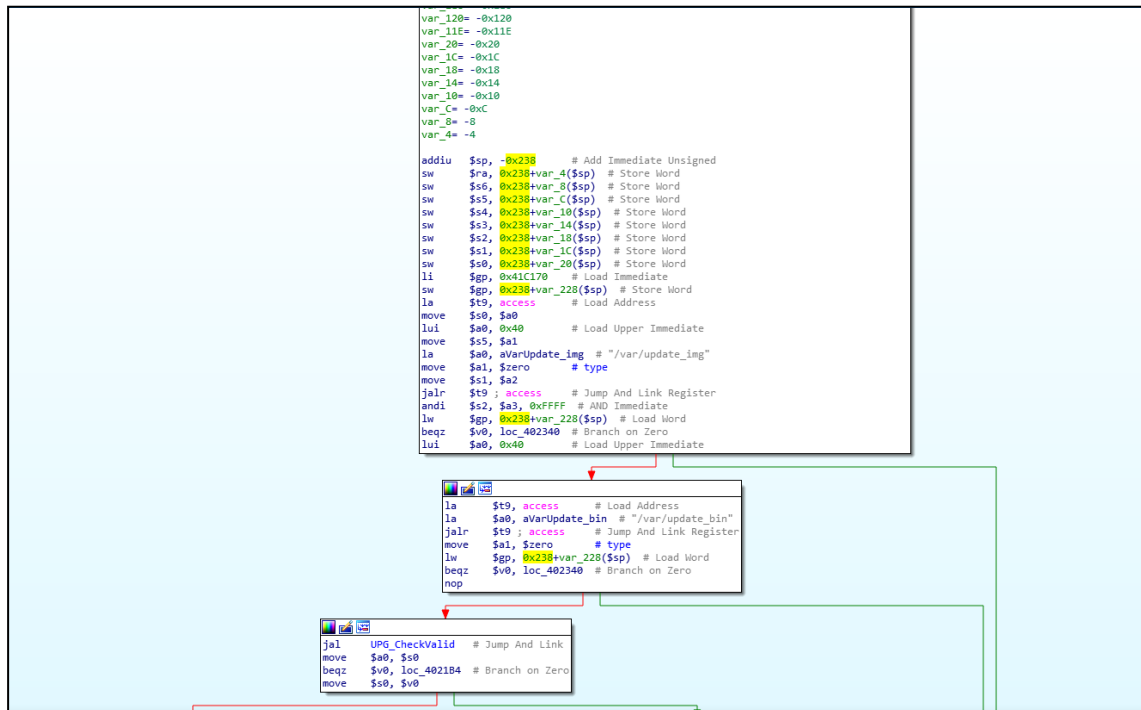 var_120= -0x120
var_11E= -0x11E
var_20= -0x20
var_1C= -0x1C
var_18= -0x18
var_14= -0x14
var_10= -0x10
var_C= -0xC
var_8= -8
var_4= -4
addiu $sp, -0x238 # Add Immediate Unsigned
sw $ra, 0x238+var_4($sp) # Store Word
sw $s6, 0x238+var_8($sp) # Store Word
sw $s5, 0x238+var_C($sp) # Store Word
sw $s4, 0x238+var_10($sp) # Store Word
sw $s3, 0x238+var_14($sp) # Store Word
sw $s2, 0x238+var_18($sp) # Store Word
sw $s1, 0x238+var_1C($sp) # Store Word
sw $s0, 0x238+var_20($sp) # Store Word
li $gp, 0x41C170 # Load Immediate
sw $gp, 0x238+var_228($sp) # Store Word
la $t9, access # Load Address
move $s0, $a0
lui $a0, 0x40 # Load Upper Immediate
move $s5, $a1
la $a0, aVarUpdate_img # "/var/update_img"
move $a1, $zero # type
move $s1, $a2
jalr $t9 ; access # Jump And Link Register
andi $s2, $a3, 0xFFFF # AND Immediate
lw $gp, 0x238+var_228($sp) # Load Word
beqz $v0, loc_402340 # Branch on Zero
lui $a0, 0x40 # Load Upper Immediate
la $t9, access # Load Address
la $a0, aVarUpdate_bin # "/var/update_bin"
jalr $t9 ; access # Jump And Link Register
move $a1, $zero # type
lw $gp, 0x238+var_228($sp) # Load Word
beqz $v0, loc_402340 # Branch on Zero
nop
jal UPG_CheckValid # Jump And Link
move $a0, $s0
beqz $v0, loc_4021B4 # Branch on Zero
move $s0, $v0